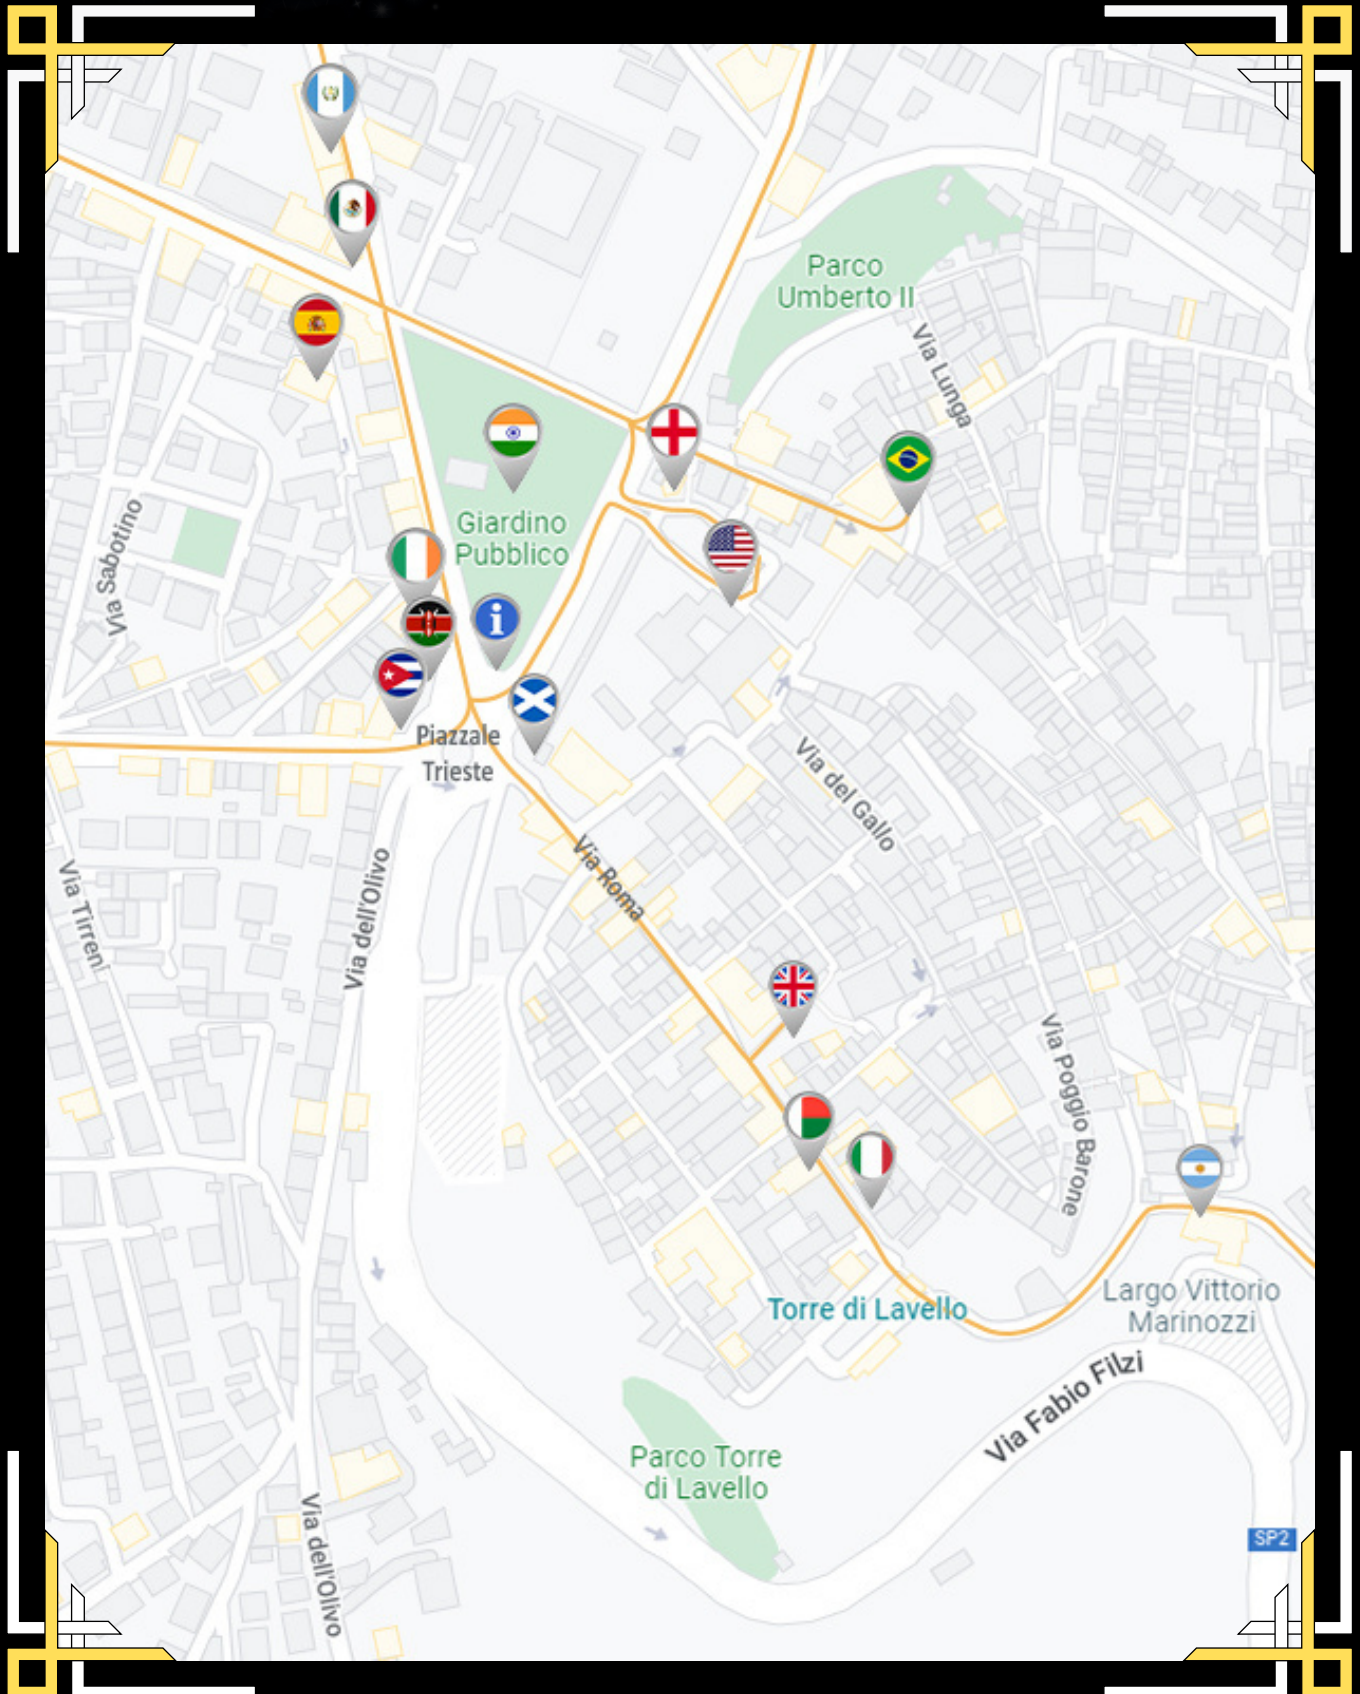 Parco
Umberto II
Via Lunga
Giardino
Pubblico
Via Sabotino
i
Piazzale
Trieste
Via del Gallo
Via Roma
Via dell'Olivo
Via Tirreni
Via Poggio Barone
Largo Vittorio
Marinozzi
Torre di Lavello
Via Fabio Filzi
Parco Torre
di Lavello
Via dell'Olivo
SP2